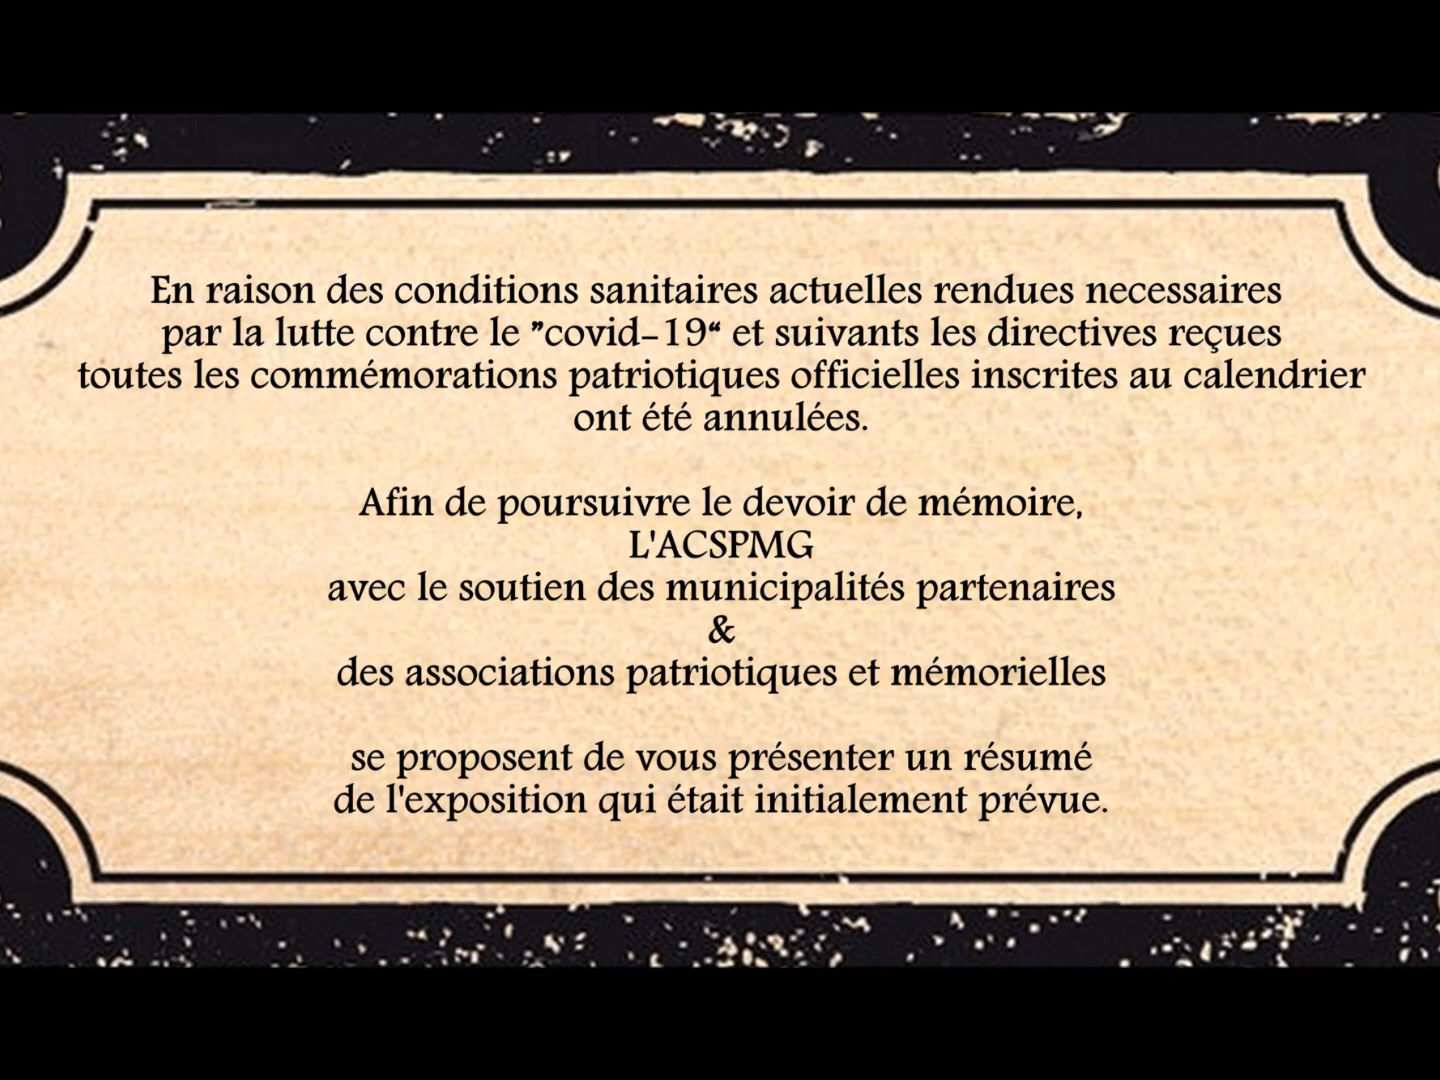 En raison des conditions sanitaires actuelles rendues necessaires
par la lutte contre le ”covid-19“ et suivants les directives reçues
toutes les commémorations patriotiques officielles inscrites au calendrier
ont été annulées.
Afin de poursuivre le devoir de mémoire,
L'ACSPMG
avec le soutien des municipalités partenaires
&
des associations patriotiques et mémorielles
se proposent de vous présenter un résumé
de l'exposition qui était initialement prévue.